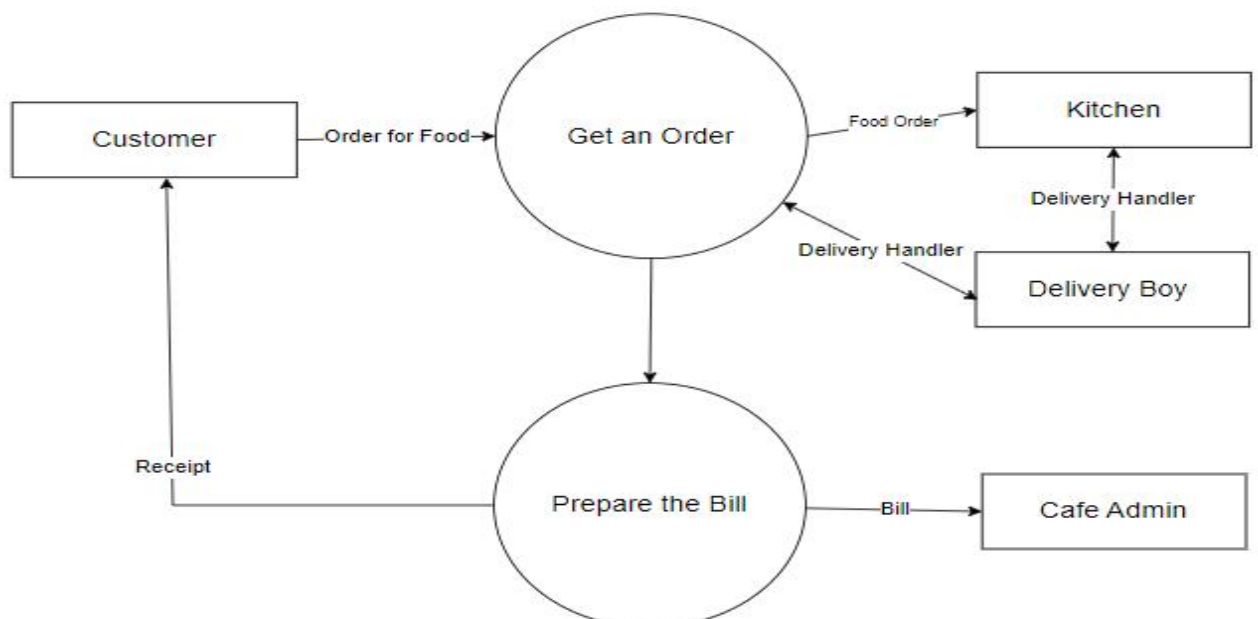 Customer
Order for Food
Get an Order
Food Order
Kitchen
Delivery Handler
Delivery Handler
Delivery Boy
Receipt
Prepare the Bill
Bill
Cafe Admin